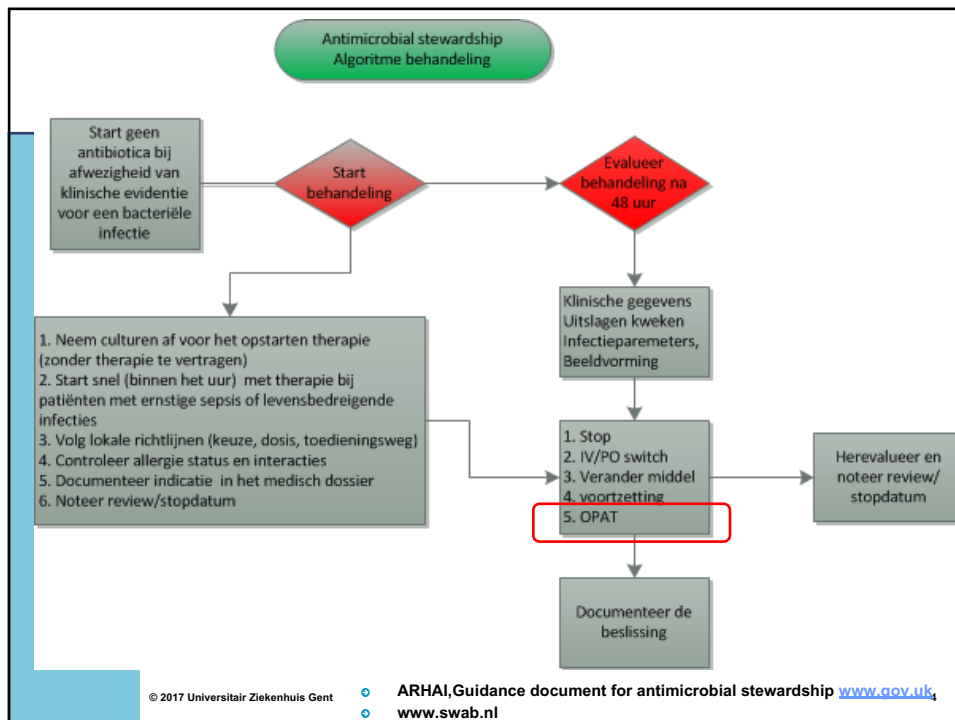 Antimicrobial stewardship
Algoritme behandeling
Start geen
antibiotica bij
afwezigheid van
klinische evidentie
voor een bacteriële
infectie
Start
behandeling
Evalueer
behandeling na
48 uur
1. Neem culturen af voor het opstarten therapie
(zonder therapie te vertragen)
2. Start snel (binnen het uur) met therapie bij
patiënten met ernstige sepsis of levensbedreigende
infecties
3. Volg lokale richtlijnen (keuze, dosis, toedieningsweg)
4. Controleer allergie status en interacties
5. Documenteer indicatie in het medisch dossier
6. Noteer review/stopdatum
Klinische gegevens
Uitslagen kweken
Infectieparemeters,
Beeldvorming
1. Stop
2. IV/PO switch
3. Verander middel
4. voortzetting
5. OPAT
Herevalueer en
noteer review/
stopdatum
Documenteer de
beslissing
© 2017 Universitair Ziekenhuis Gent
ARHAI,Guidance document for antimicrobial stewardship www.gov.uk
4
www.swab.nl